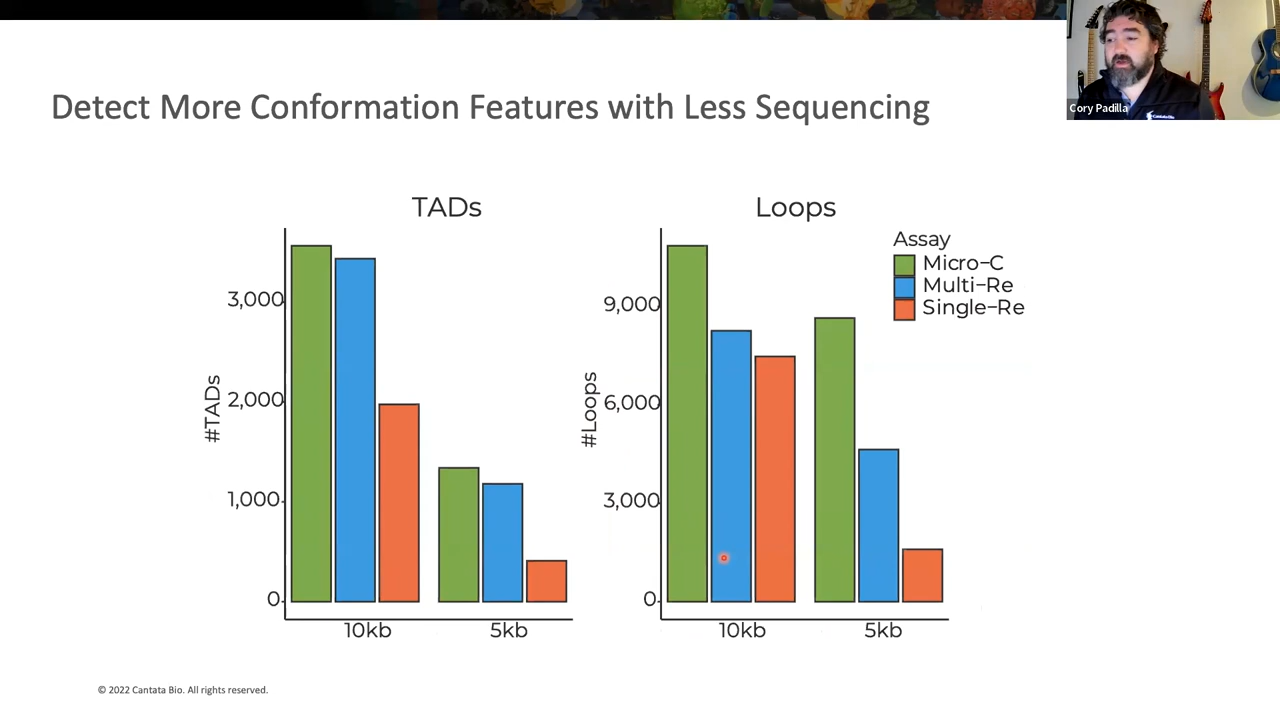 Cory Padilla
Detect More Conformation Features with Less Sequencing
TADs
#TADs
3,000
2,000
1,000
0
10kb
5kb
Loops
#Loops
9,000
6,000
3,000
0
10kb
5kb
Assay
Micro-C
Multi-Re
Single-Re
© 2022 Cantata Bio. All rights reserved.